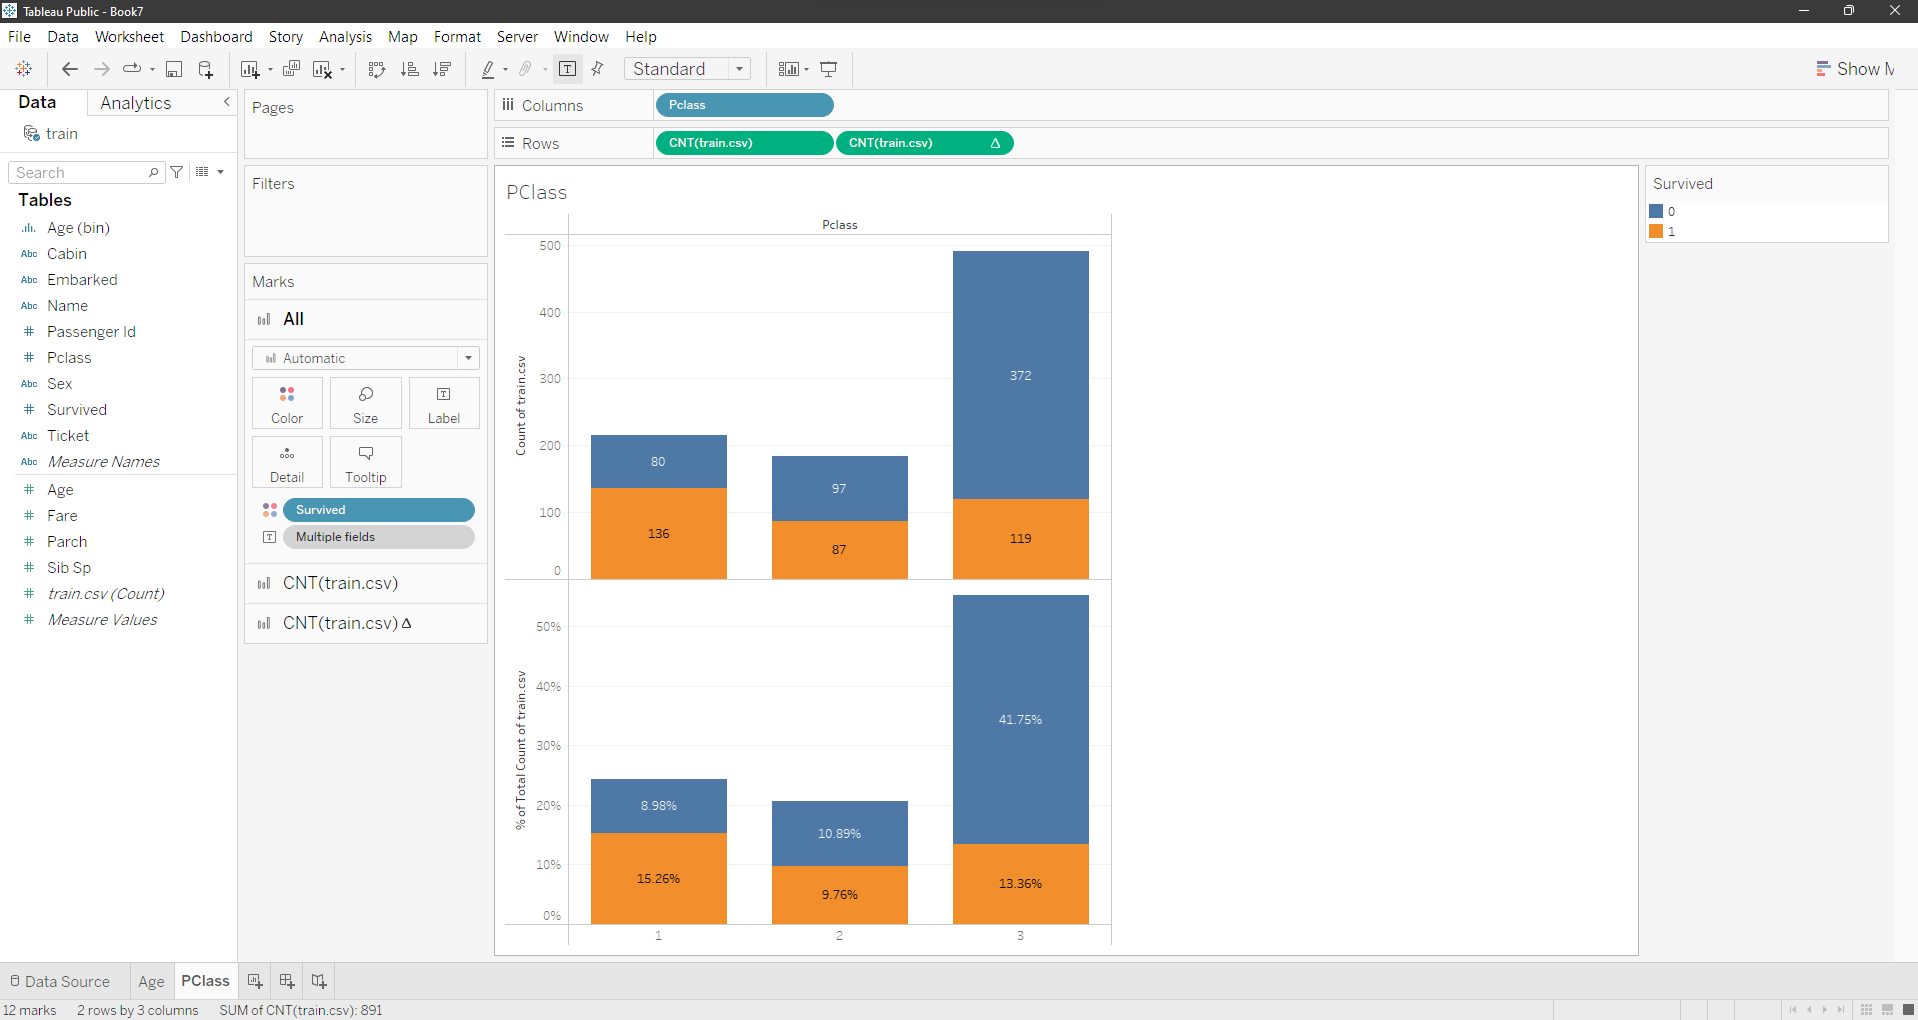 Tableau Public - Book7
File Data Worksheet Dashboard Story Analysis Map Format Server Window Help
Standard
Show M
Data
Analytics
train
Search
Tables
Age (bin)
Abc Cabin
Abc Embarked
Abc Name
# Passenger Id
# Pclass
Abc Sex
# Survived
Abc Ticket
Abc Measure Names
# Age
# Fare
# Parch
# Sib Sp
# train.csv (Count)
# Measure Values
Pages
Filters
Marks
All
Automatic
Color
Size
Label
Detail
Tooltip
Survived
Multiple fields
CNT(train.csv)
CNT(train.csv) Δ
Columns
Pclass
Rows
CNT(train.csv)
CNT(train.csv) Δ
PClass
Pclass
Count of train.csv
500
400
300
200
100
0
80
136
97
87
372
119
% of Total Count of train.csv
50%
40%
30%
20%
10%
0%
8.98%
15.26%
10.89%
9.76%
41.75%
13.36%
1
2
3
Survived
0
1
Data Source
Age
PClass
12 marks
2 rows by 3 columns
SUM of CNT(train.csv): 891